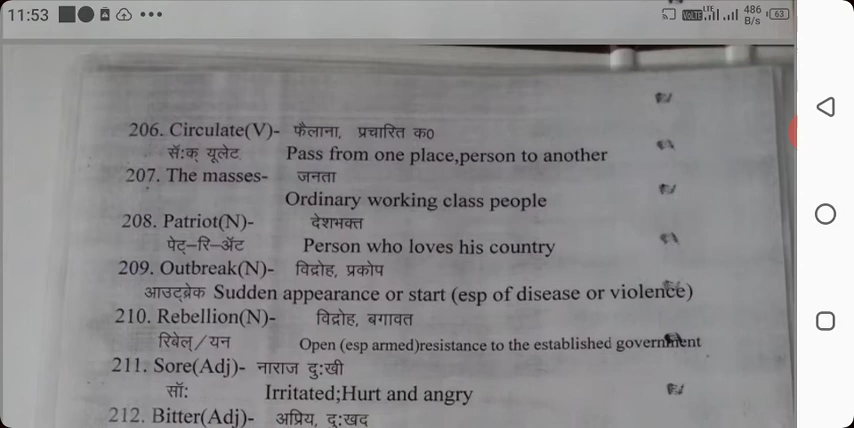 11:53
VoLTE LTE 486 B/s 63
206. Circulate(V)- फैलाना, प्रचारित क०
सॅ:क् यूलेट Pass from one place,person to another
207. The masses- जनता
Ordinary working class people
208. Patriot(N)- देशभक्त
पेट्-रि-ॲट Person who loves his country
209. Outbreak(N)- विद्रोह, प्रकोप
आउट्ब्रेक Sudden appearance or start (esp of disease or violence)
210. Rebellion(N)- विद्रोह, बगावत
रिबेल्/यन Open (esp armed)resistance to the established government
211. Sore(Adj)- नाराज दु:खी
सॉ: Irritated;Hurt and angry
212. Bitter(Adj)- अप्रिय, दु:खद